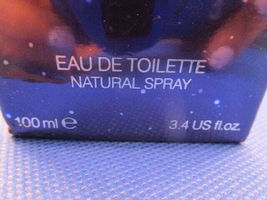 EAU DE TOILETTE
NATURAL SPRAY
100 ml ℮ 3.4 US fl.oz.